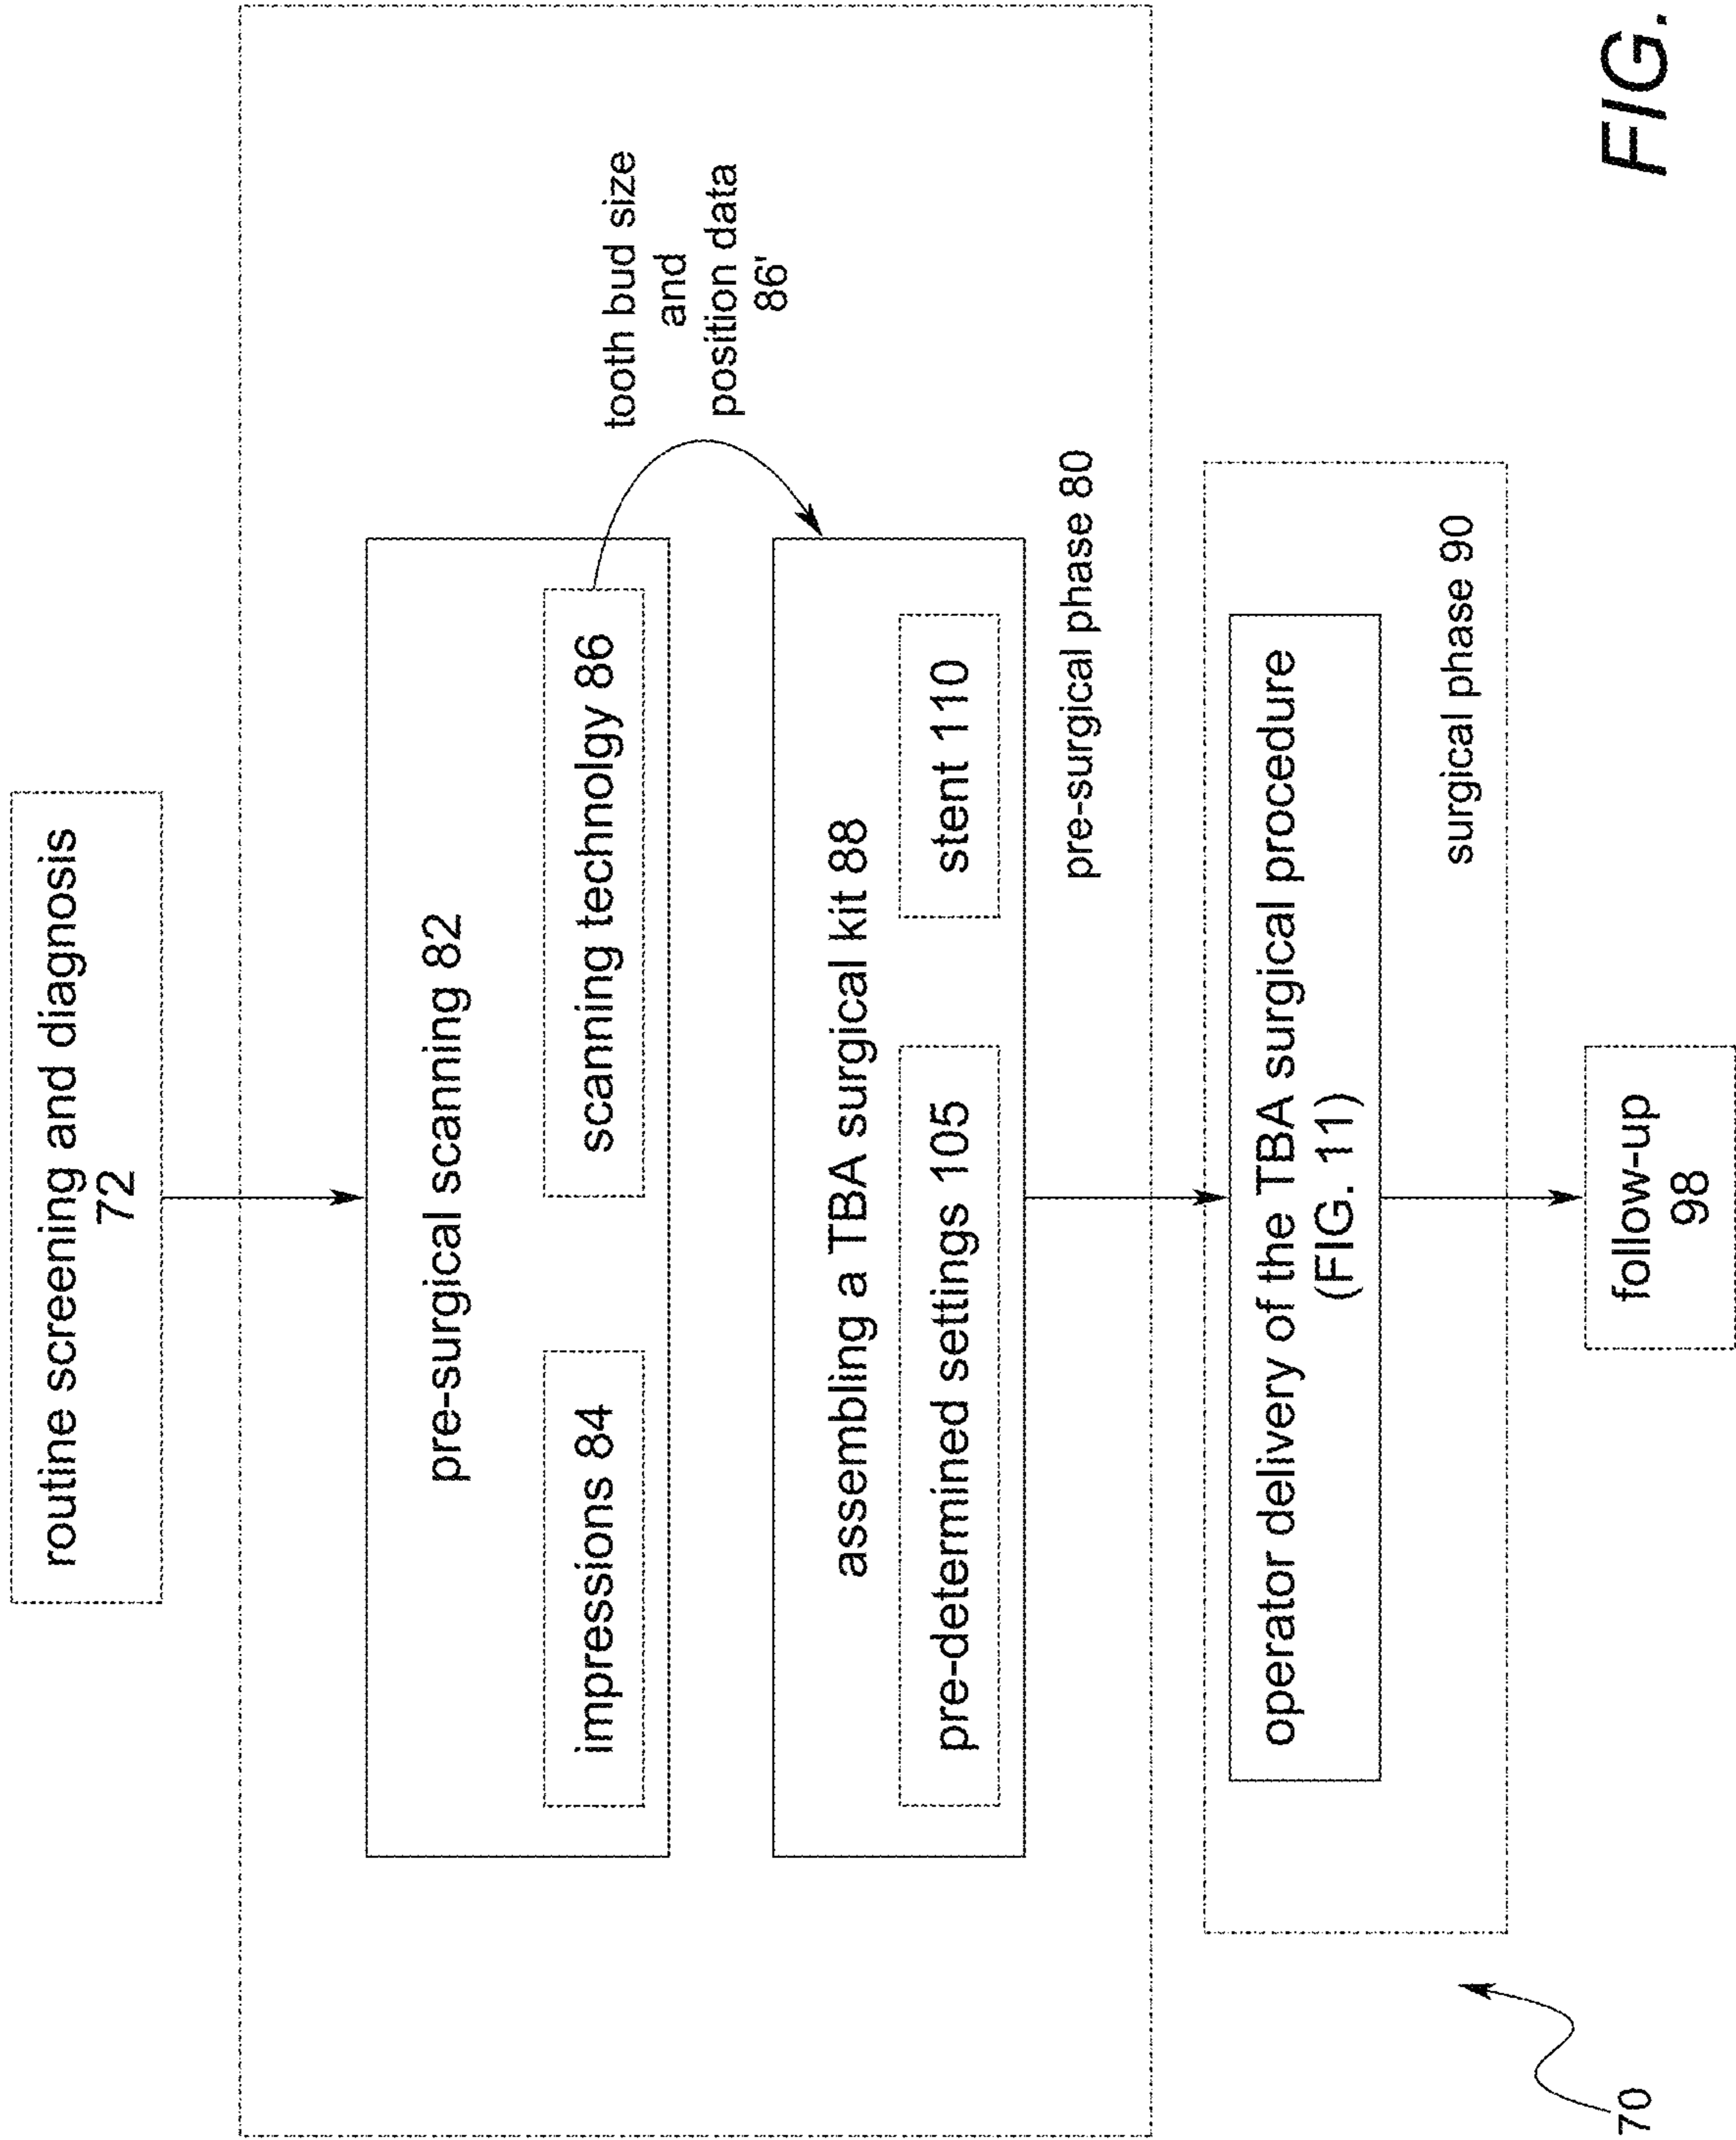 routine screening and diagnosis
72
pre-surgical scanning 82
impressions 84
scanning technolgy 86
tooth bud size
and
position data
86'
assembling a TBA surgical kit 88
pre-determined settings 105
stent 110
pre-surgical phase 80
operator delivery of the TBA surgical procedure
(FIG. 11)
surgical phase 90
follow-up
98
70
FIG.